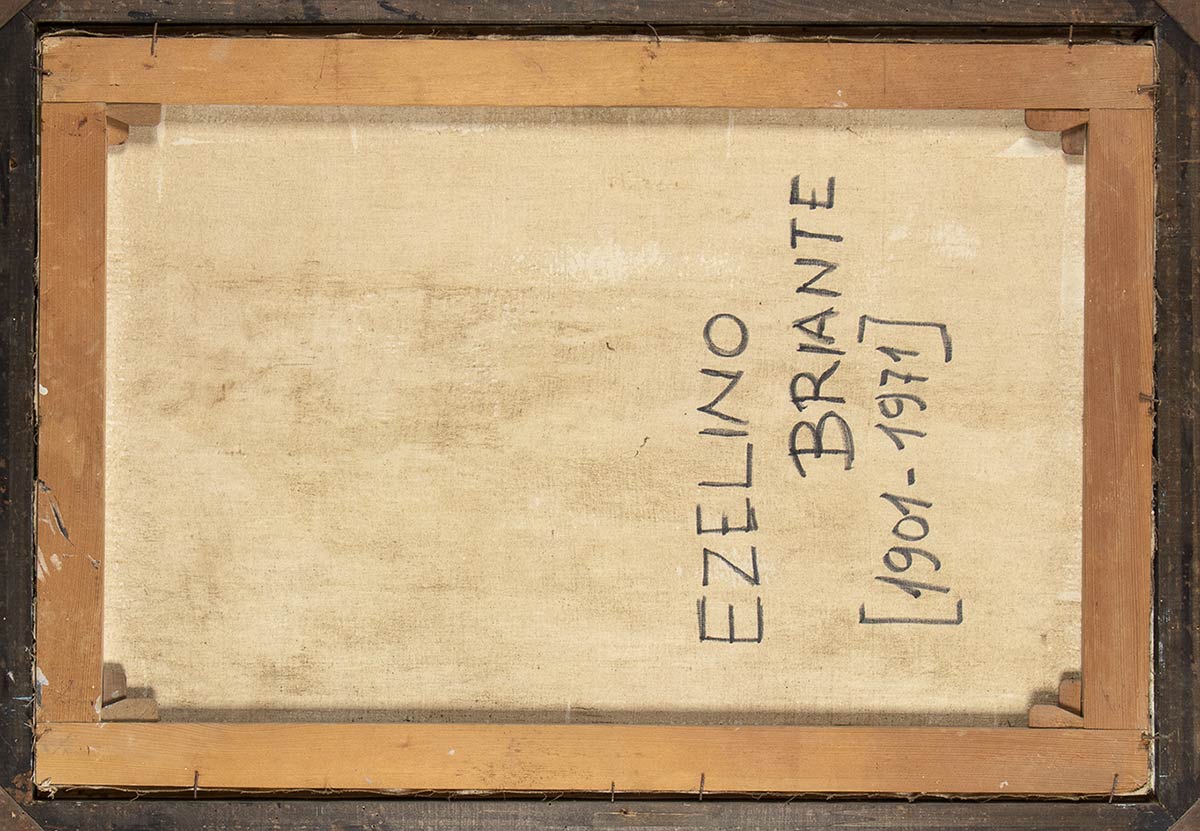 EZELINO
BRIANTE
[1901-1971]